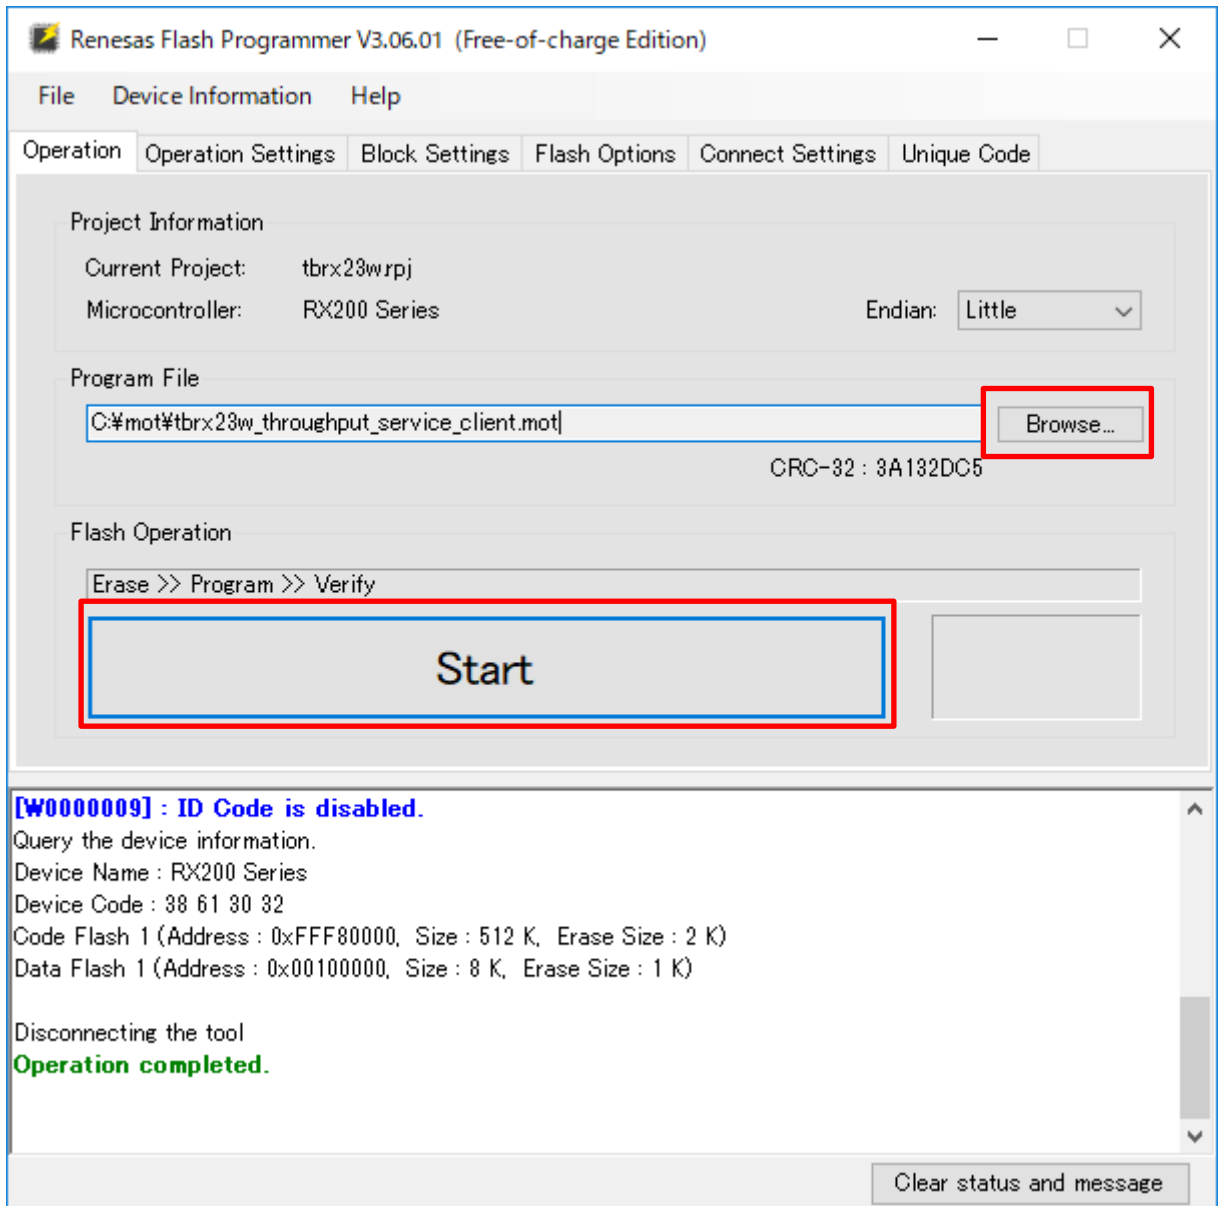 Renesas Flash Programmer V3.06.01 (Free-of-charge Edition)
File Device Information Help
Operation Operation Settings Block Settings Flash Options Connect Settings Unique Code
Project Information
Current Project: tbrx23w.rpj
Microcontroller: RX200 Series Endian: Little
Program File
C:¥mot¥tbrx23w_throughput_service_client.mot Browse...
CRC-32 : 3A132DC5
Flash Operation
Erase >> Program >> Verify
Start
[W0000009] : ID Code is disabled.
Query the device information.
Device Name : RX200 Series
Device Code : 38 61 30 32
Code Flash 1 (Address : 0xFFF80000, Size : 512 K, Erase Size : 2 K)
Data Flash 1 (Address : 0x00100000, Size : 8 K, Erase Size : 1 K)
Disconnecting the tool
Operation completed.
Clear status and message